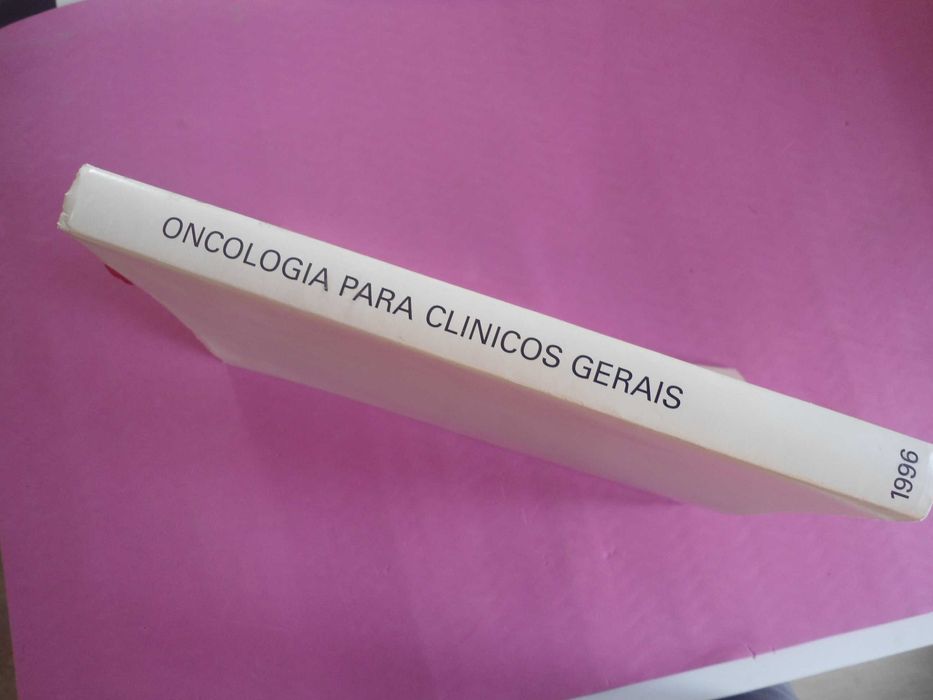 ONCOLOGIA PARA CLINICOS GERAIS
1996